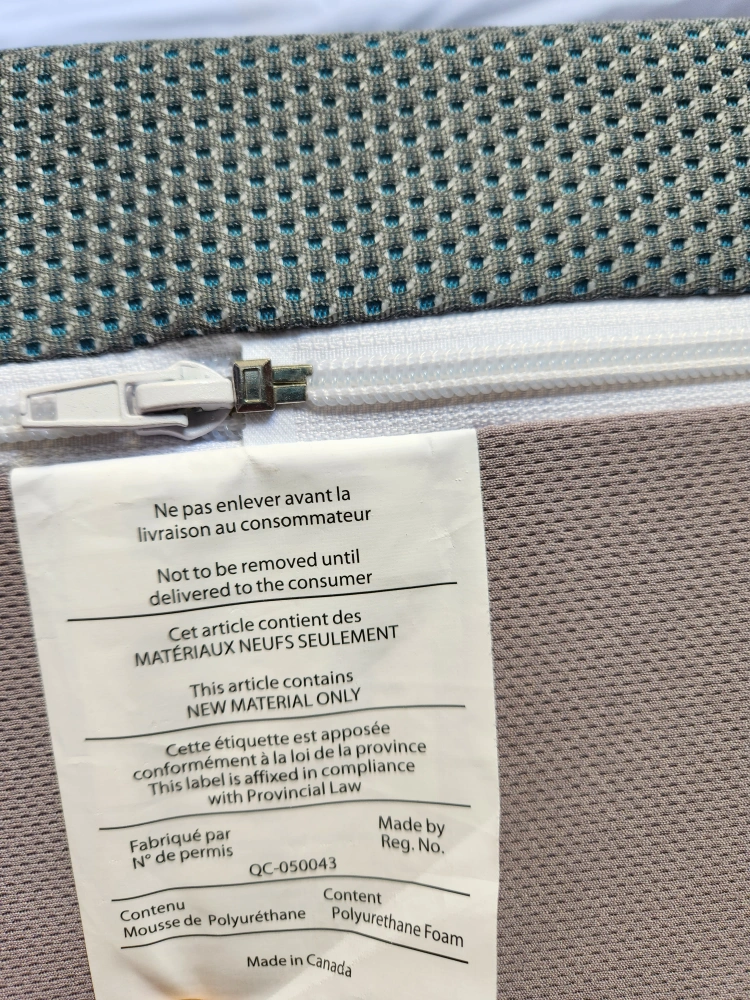 Ne pas enlever avant la
livraison au consommateur
Not to be removed until
delivered to the consumer
Cet article contient des
MATÉRIAUX NEUFS SEULEMENT
This article contains
NEW MATERIAL ONLY
Cette étiquette est apposée
conformément à la loi de la province
This label is affixed in compliance
with Provincial Law
Fabriqué par Made by
N° de permis Reg. No.
QC-050043
Contenu Content
Mousse de Polyuréthane Polyurethane Foam
Made in Canada